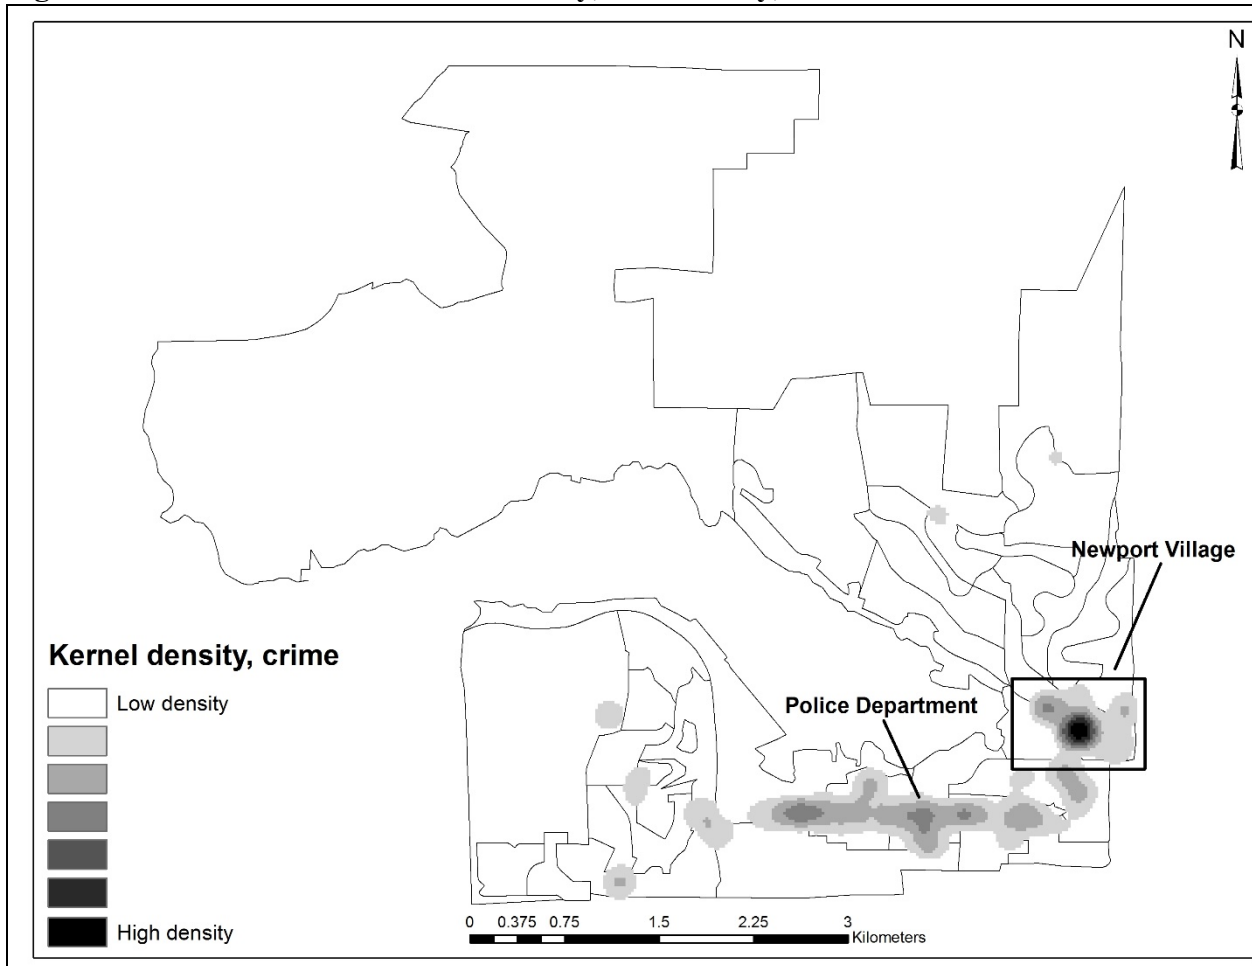 N
Newport Village
Police Department
Kernel density, crime
Low density
High density
0 0.375 0.75 1.5 2.25 3
Kilometers